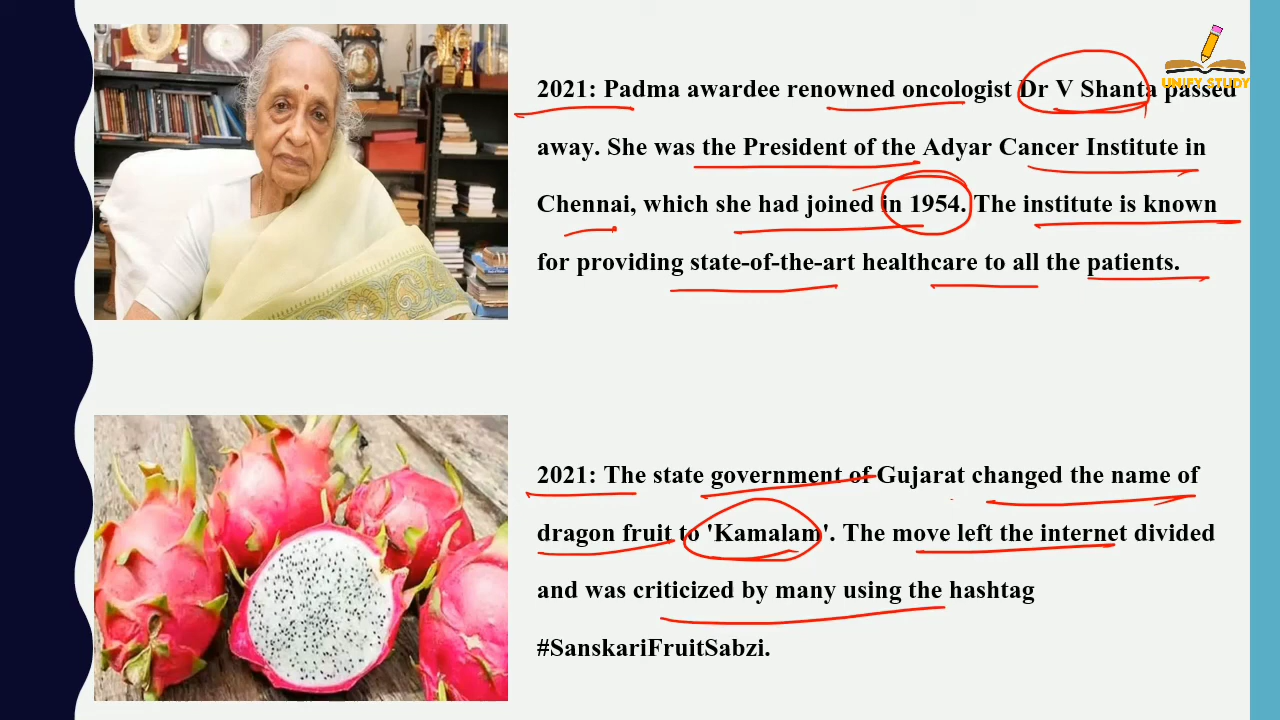 UNIFY STUDY
2021: Padma awardee renowned oncologist Dr V Shanta passed
away. She was the President of the Adyar Cancer Institute in
Chennai, which she had joined in 1954. The institute is known
for providing state-of-the-art healthcare to all the patients.
2021: The state government of Gujarat changed the name of
dragon fruit to 'Kamalam'. The move left the internet divided
and was criticized by many using the hashtag
#SanskariFruitSabzi.